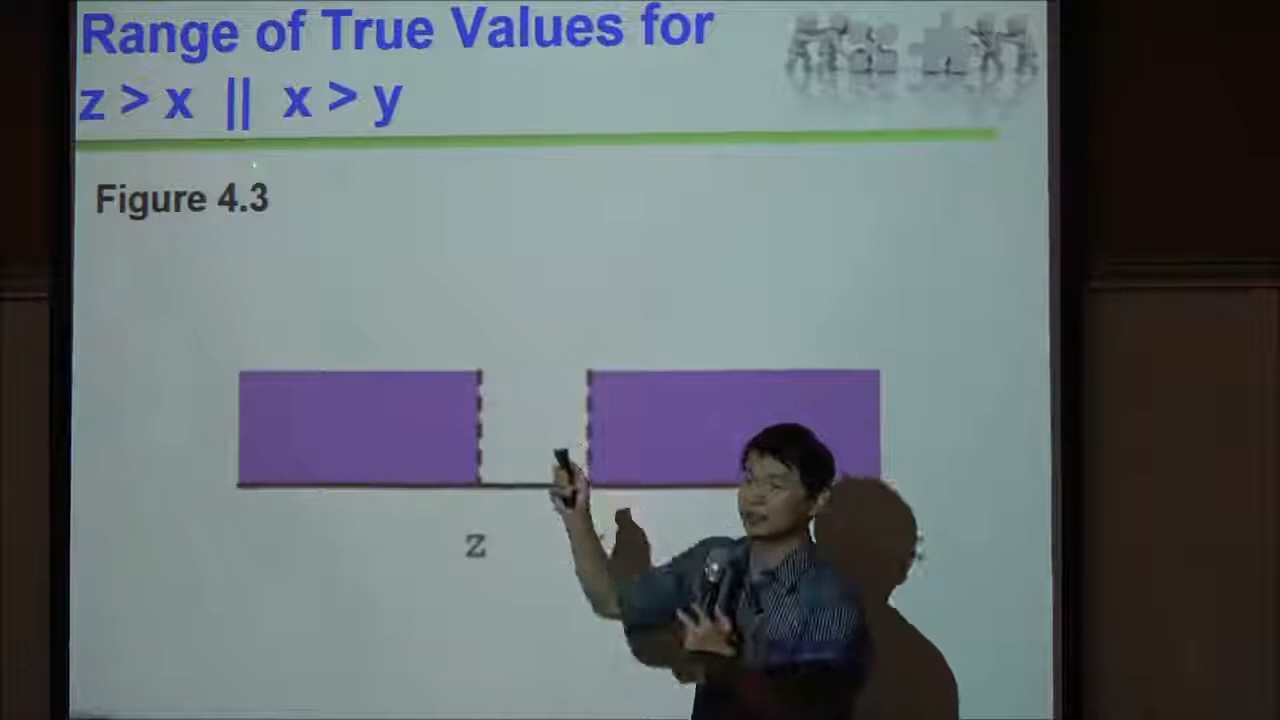 Range of True Values for
z > x || x > y
Figure 4.3
z